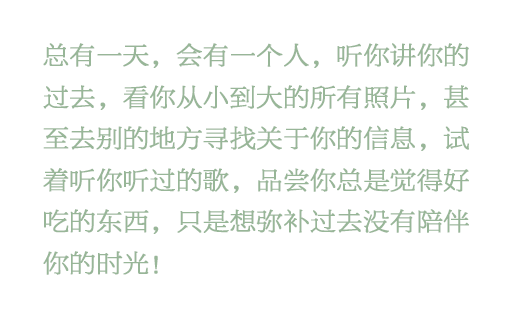 总有一天，会有一个人，听你讲你的
过去，看你从小到大的所有照片，甚
至去别的地方寻找关于你的信息，试
着听你听过的歌，品尝你总是觉得好
吃的东西，只是想弥补过去没有陪伴
你的时光！